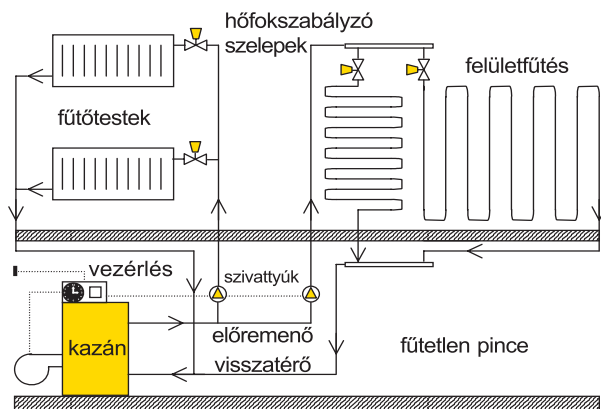 hőfokszabályzó
szelepek
felületfűtés
fűtőtestek
vezérlés
szivattyúk
kazán
előremenő
visszatérő
fűtetlen pince